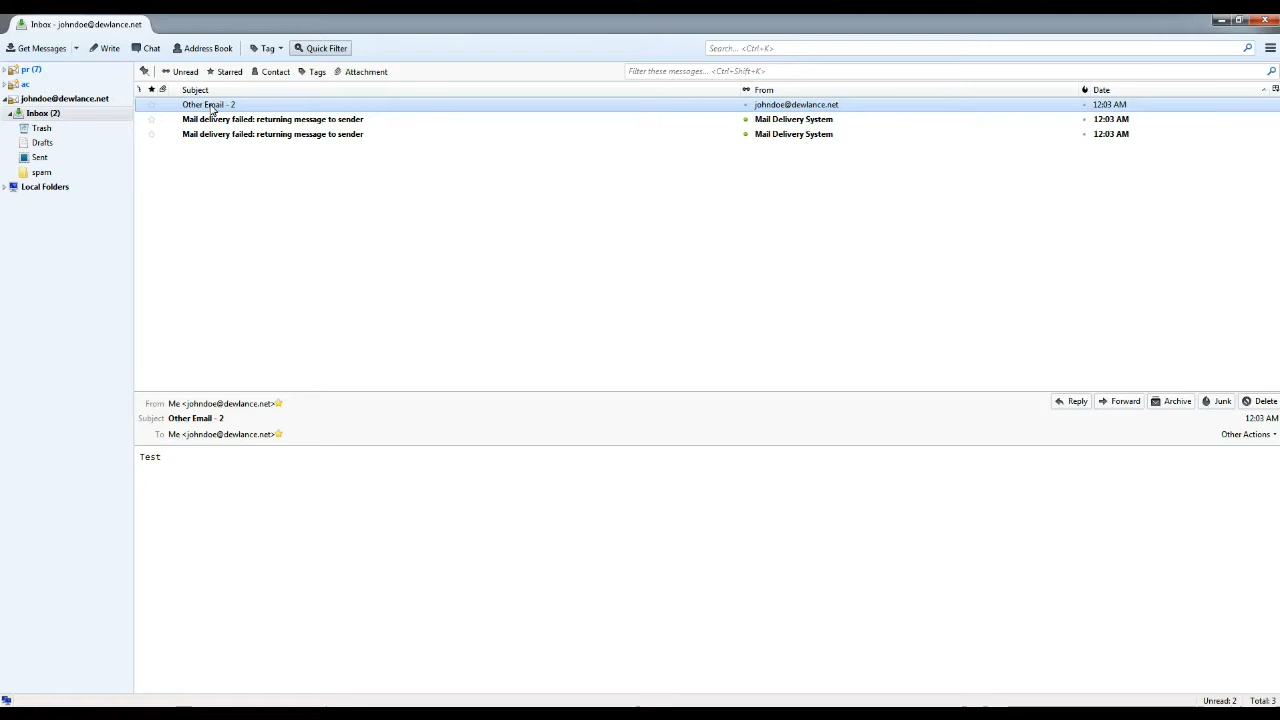 Inbox - johndoe@dewlance.net
Get Messages Write Chat Address Book Tag Quick Filter Search... <Ctrl+K>
pr (7) Unread Starred Contact Tags Attachment Filter these messages... <Ctrl+Shift+K>
ac Subject From Date
johndoe@dewlance.net Other Email - 2 johndoe@dewlance.net 12:03 AM
Inbox (2) Mail delivery failed: returning message to sender Mail Delivery System 12:03 AM
Trash Mail delivery failed: returning message to sender Mail Delivery System 12:03 AM
Drafts
Sent
spam
Local Folders
From Me <johndoe@dewlance.net> Reply Forward Archive Junk Delete
Subject Other Email - 2 12:03 AM
To Me <johndoe@dewlance.net> Other Actions
Test
Unread: 2 Total: 3